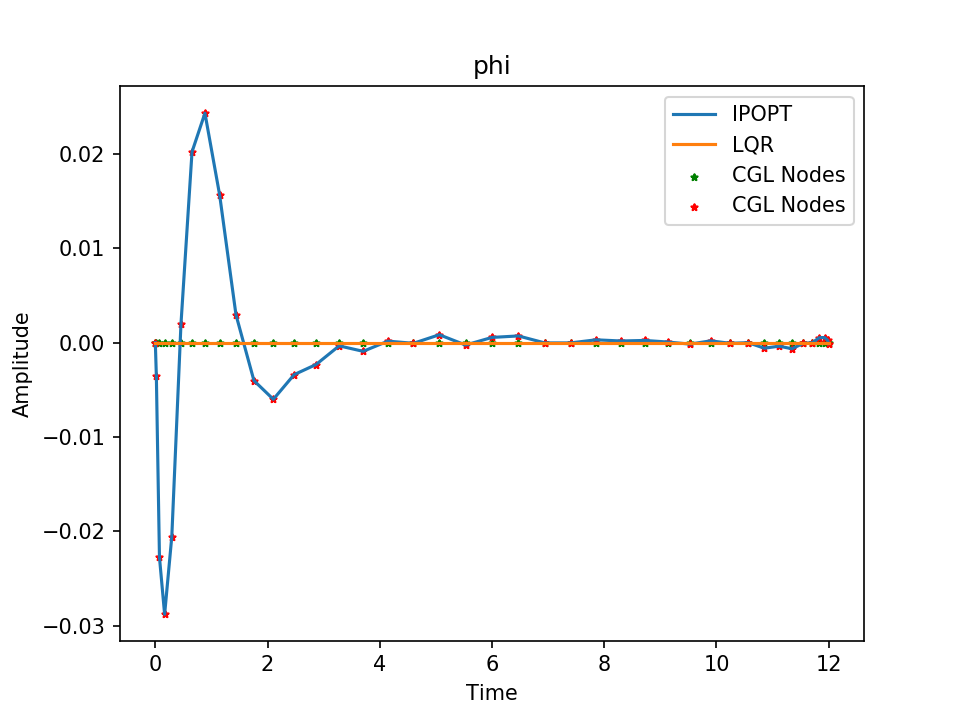 phi
IPOPT
LQR
CGL Nodes
CGL Nodes
Amplitude
0.02
0.01
0.00
−0.01
−0.02
−0.03
0 2 4 6 8 10 12
Time